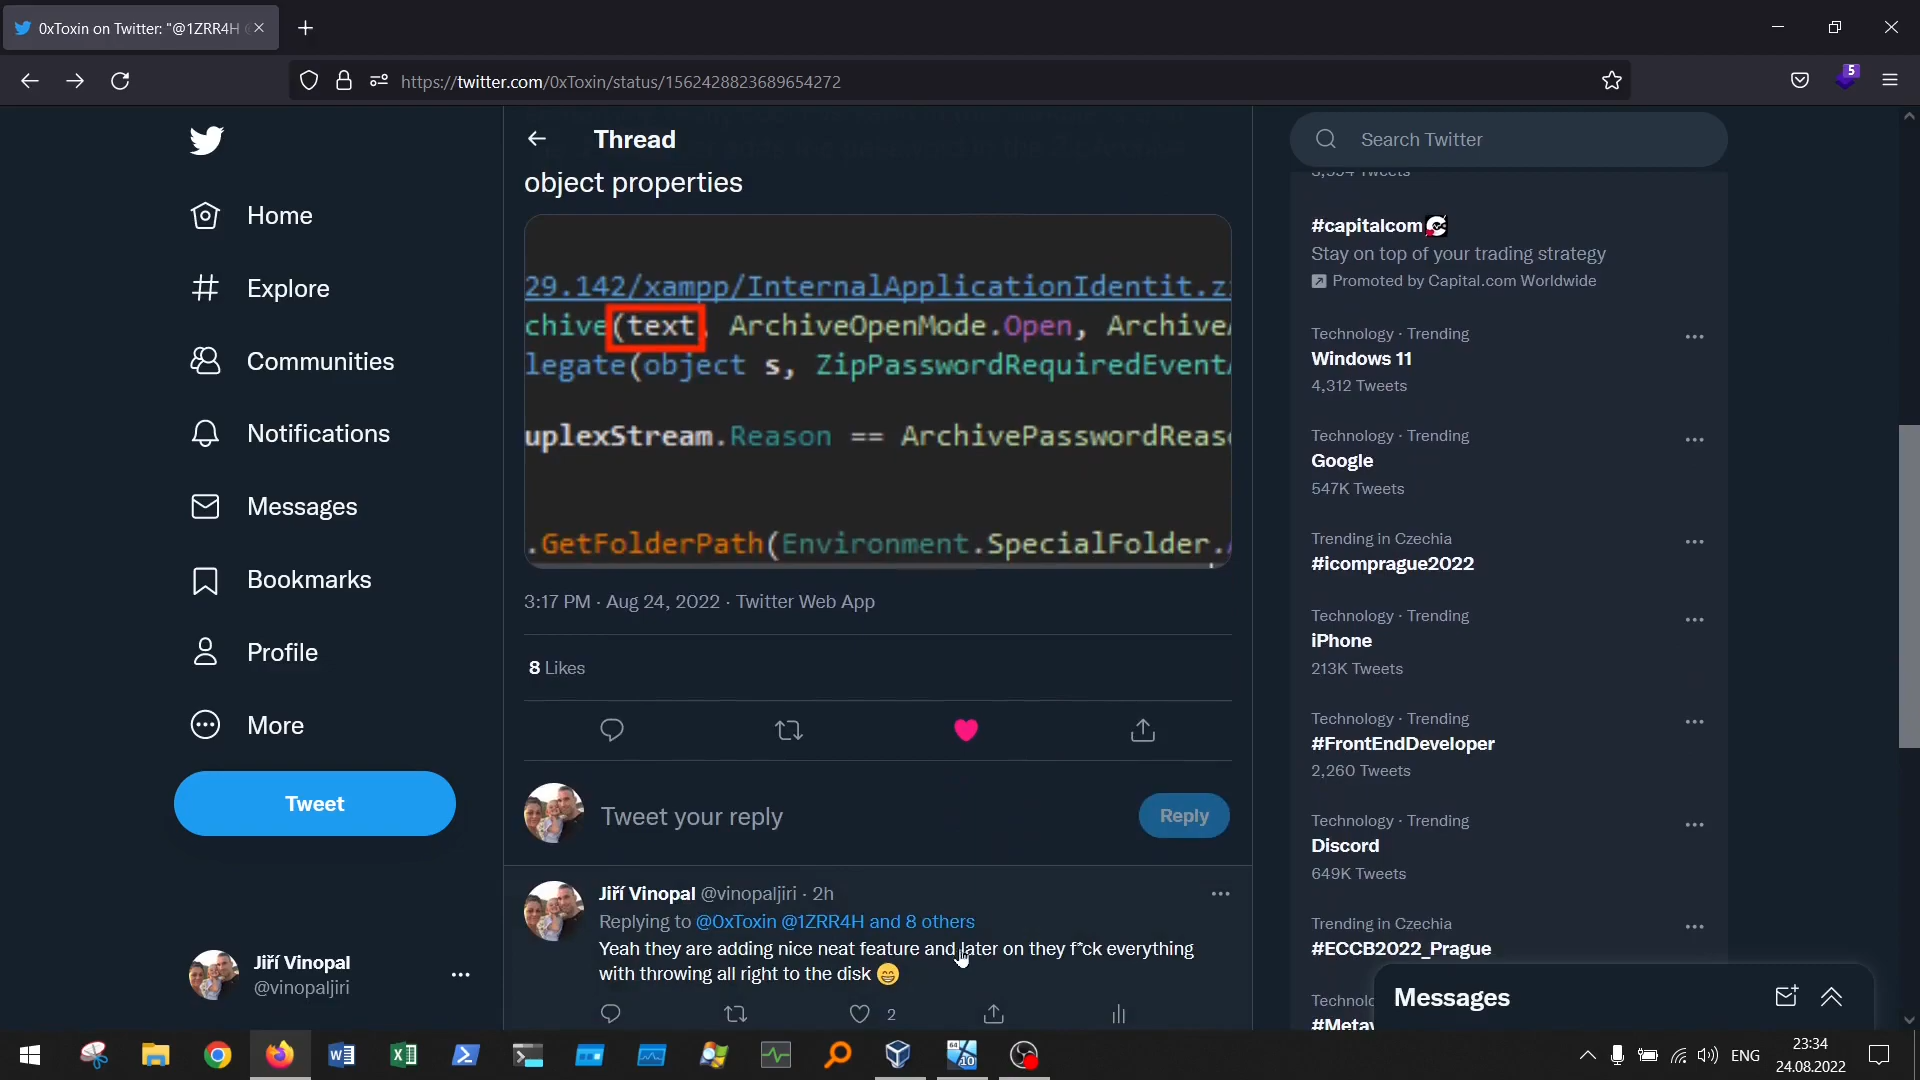 0xToxin on Twitter: "@1ZRR4H
https://twitter.com/0xToxin/status/1562428823689654272
5
Home
Explore
Communities
Notifications
Messages
Bookmarks
Profile
More
Tweet
Jiří Vinopal
@vinopaljiri
Thread
object properties
29.142/xampp/InternalApplicationIdentit.zi
chive(text, ArchiveOpenMode.Open, Archive
legate(object s, ZipPasswordRequiredEvent
uplexStream.Reason == ArchivePasswordReas
.GetFolderPath(Environment.SpecialFolder.
3:17 PM · Aug 24, 2022 · Twitter Web App
8 Likes
Tweet your reply
Reply
Jiří Vinopal @vinopaljiri · 2h
Replying to @0xToxin @1ZRR4H and 8 others
Yeah they are adding nice neat feature and later on they f*ck everything
with throwing all right to the disk 😄
2
Search Twitter
#capitalcom
Stay on top of your trading strategy
Promoted by Capital.com Worldwide
Technology · Trending
Windows 11
4,312 Tweets
Technology · Trending
Google
547K Tweets
Trending in Czechia
#icomprague2022
Technology · Trending
iPhone
213K Tweets
Technology · Trending
#FrontEndDeveloper
2,260 Tweets
Technology · Trending
Discord
649K Tweets
Trending in Czechia
#ECCB2022_Prague
Technolo
#Meta
Messages
ENG
23:34
24.08.2022